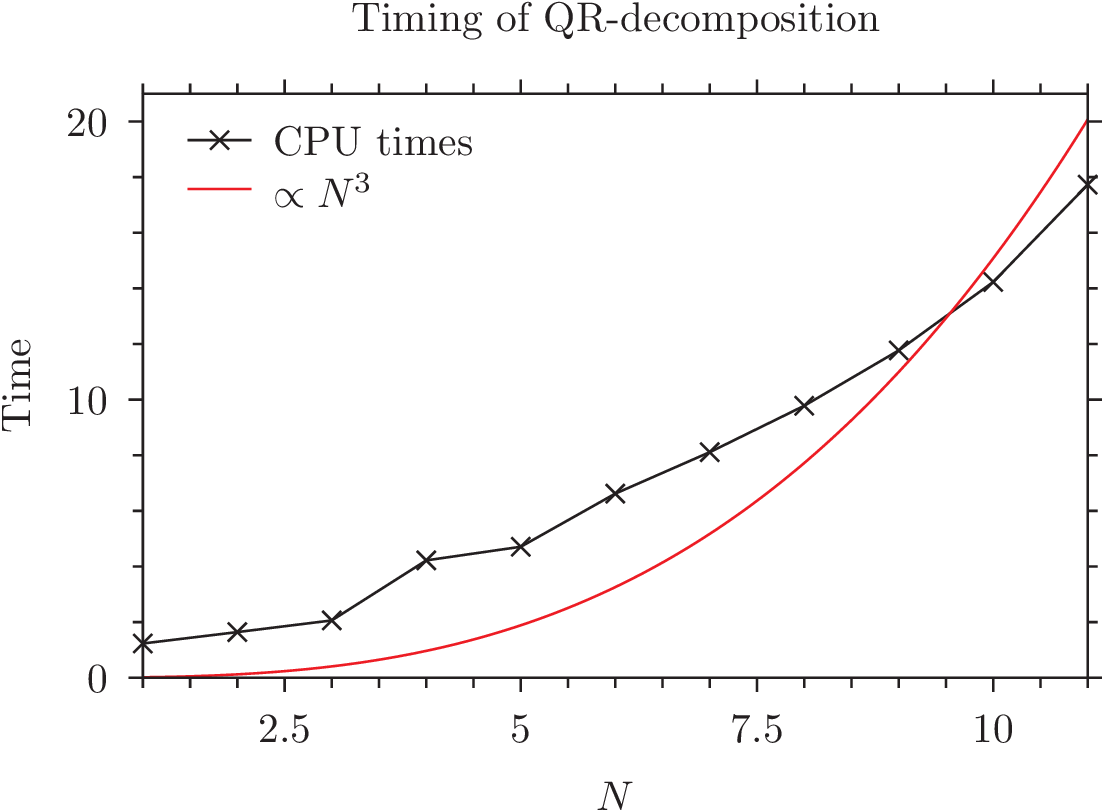 Timing of QR-decomposition
20
CPU times
∝ N³
Time
10
0
2.5 5 7.5 10
N